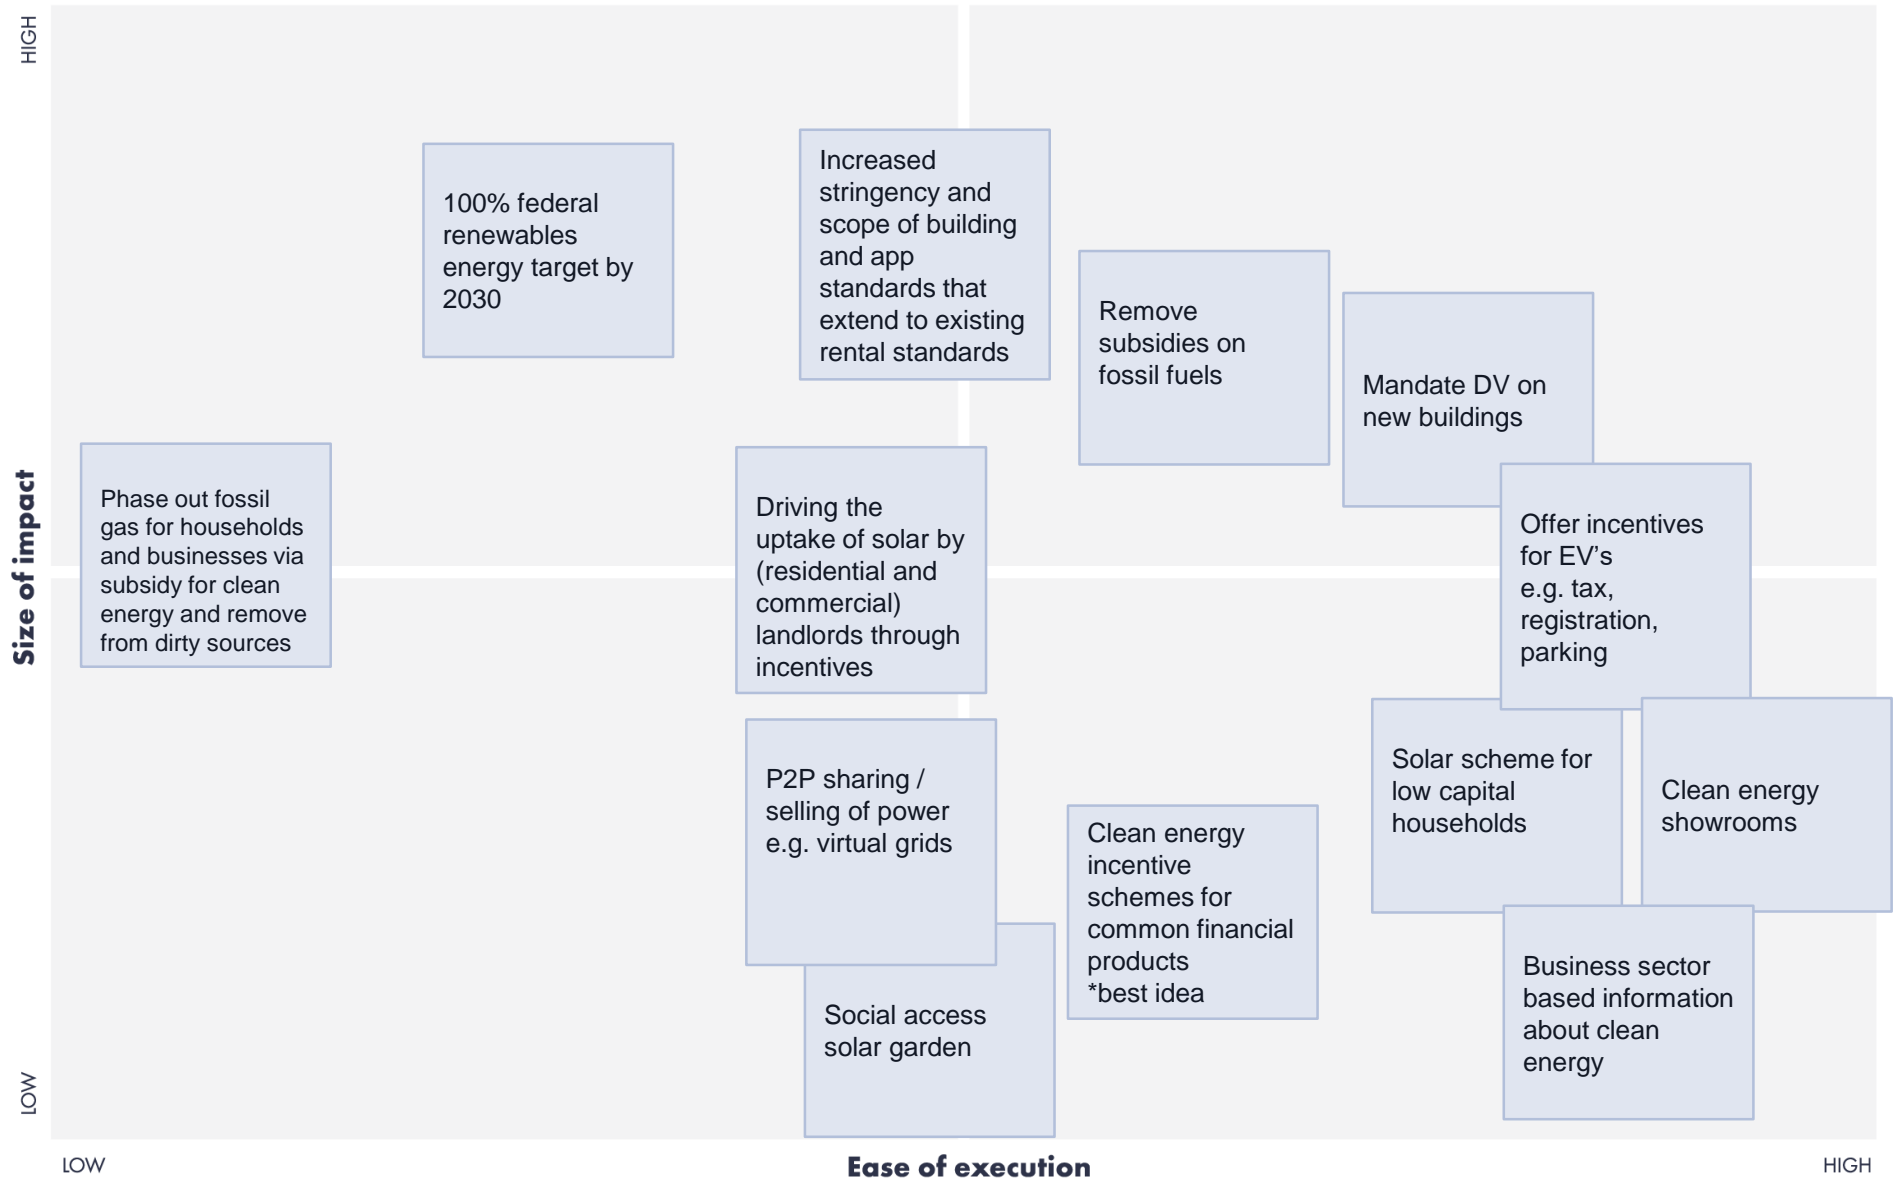 HIGH
100% federal
renewables
energy target by
2030
Increased
stringency and
scope of building
and app
standards that
extend to existing
rental standards
Remove
subsidies on
fossil fuels
Mandate DV on
new buildings
Phase out fossil
gas for households
and businesses via
subsidy for clean
energy and remove
from dirty sources
Driving the
uptake of solar by
(residential and
commercial)
landlords through
incentives
Offer incentives
for EV’s
e.g. tax,
registration,
parking
Size of impact
P2P sharing /
selling of power
e.g. virtual grids
Clean energy
incentive
schemes for
common financial
products
*best idea
Solar scheme for
low capital
households
Clean energy
showrooms
Social access
solar garden
Business sector
based information
about clean
energy
LOW
LOW
Ease of execution
HIGH